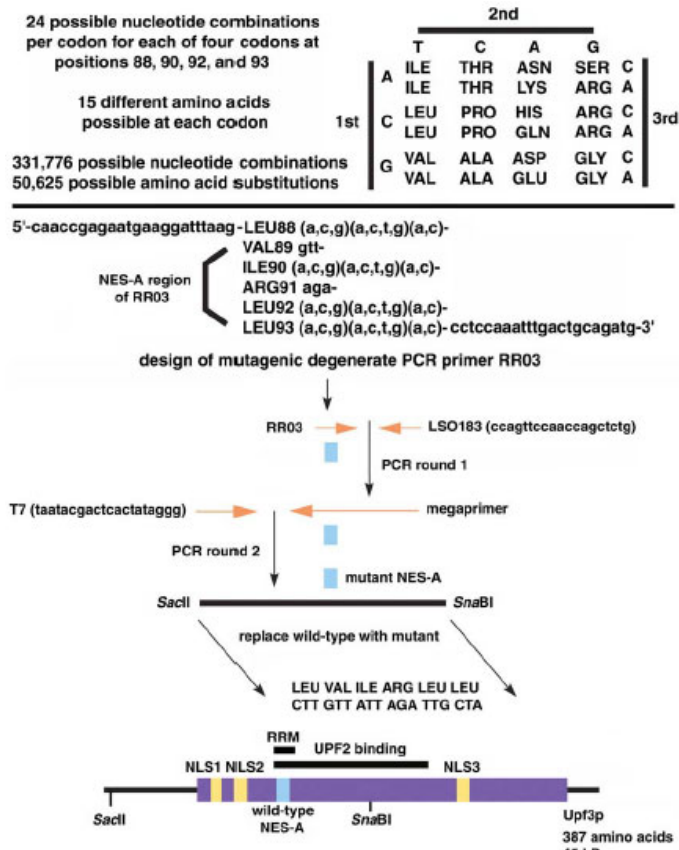 24 possible nucleotide combinations
per codon for each of four codons at
positions 88, 90, 92, and 93
15 different amino acids
possible at each codon
331,776 possible nucleotide combinations
50,625 possible amino acid substitutions
2nd
T C A G
1st
A
ILE THR ASN SER C
ILE THR LYS ARG A
C
LEU PRO HIS ARG C
LEU PRO GLN ARG A
G
VAL ALA ASP GLY C
VAL ALA GLU GLY A
3rd
5'-caaccgagaatgaaggatttaag-LEU88 (a,c,g)(a,c,t,g)(a,c)-
VAL89 gtt-
ILE90 (a,c,g)(a,c,t,g)(a,c)-
ARG91 aga-
LEU92 (a,c,g)(a,c,t,g)(a,c)-
LEU93 (a,c,g)(a,c,t,g)(a,c)-cctccaaatttgactgcagatg-3'
NES-A region
of RR03
design of mutagenic degenerate PCR primer RR03
RR03
LSO183 (ccagttccaaccagctctg)
PCR round 1
T7 (taatacgactcactataggg)
megaprimer
PCR round 2
mutant NES-A
SacII
SnaBI
replace wild-type with mutant
LEU VAL ILE ARG LEU LEU
CTT GTT ATT AGA TTG CTA
RRM
UPF2 binding
NLS1 NLS2
NLS3
SacII
wild-type
NES-A
SnaBI
Upf3p
387 amino acids